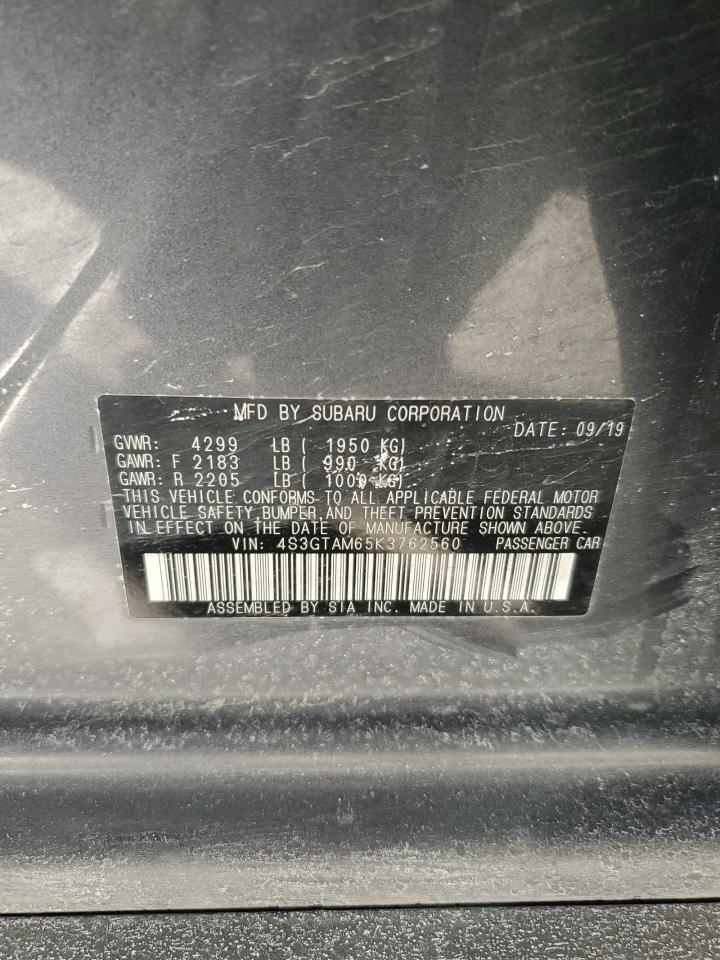 MFD BY SUBARU CORPORATION
DATE: 09/19
GVWR: 4299 LB ( 1950 KG)
GAWR: F 2183 LB ( 990 KG)
GAWR: R 2205 LB ( 1000 KG)
THIS VEHICLE CONFORMS TO ALL APPLICABLE FEDERAL MOTOR
VEHICLE SAFETY, BUMPER, AND THEFT PREVENTION STANDARDS
IN EFFECT ON THE DATE OF MANUFACTURE SHOWN ABOVE.
VIN: 4S3GTAM65K3762560 PASSENGER CAR
ASSEMBLED BY SIA INC. MADE IN U.S.A.